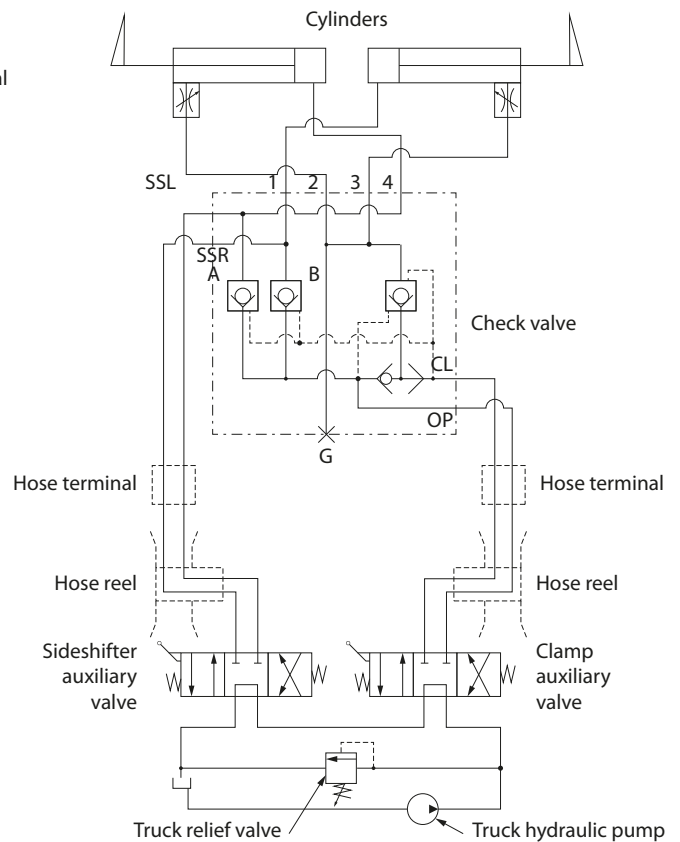 Cylinders
al
SSL
1
2
3
4
SSR
A
B
Check valve
CL
OP
G
Hose terminal
Hose terminal
Hose reel
Hose reel
Sideshifter
auxiliary
valve
Clamp
auxiliary
valve
Truck relief valve
Truck hydraulic pump